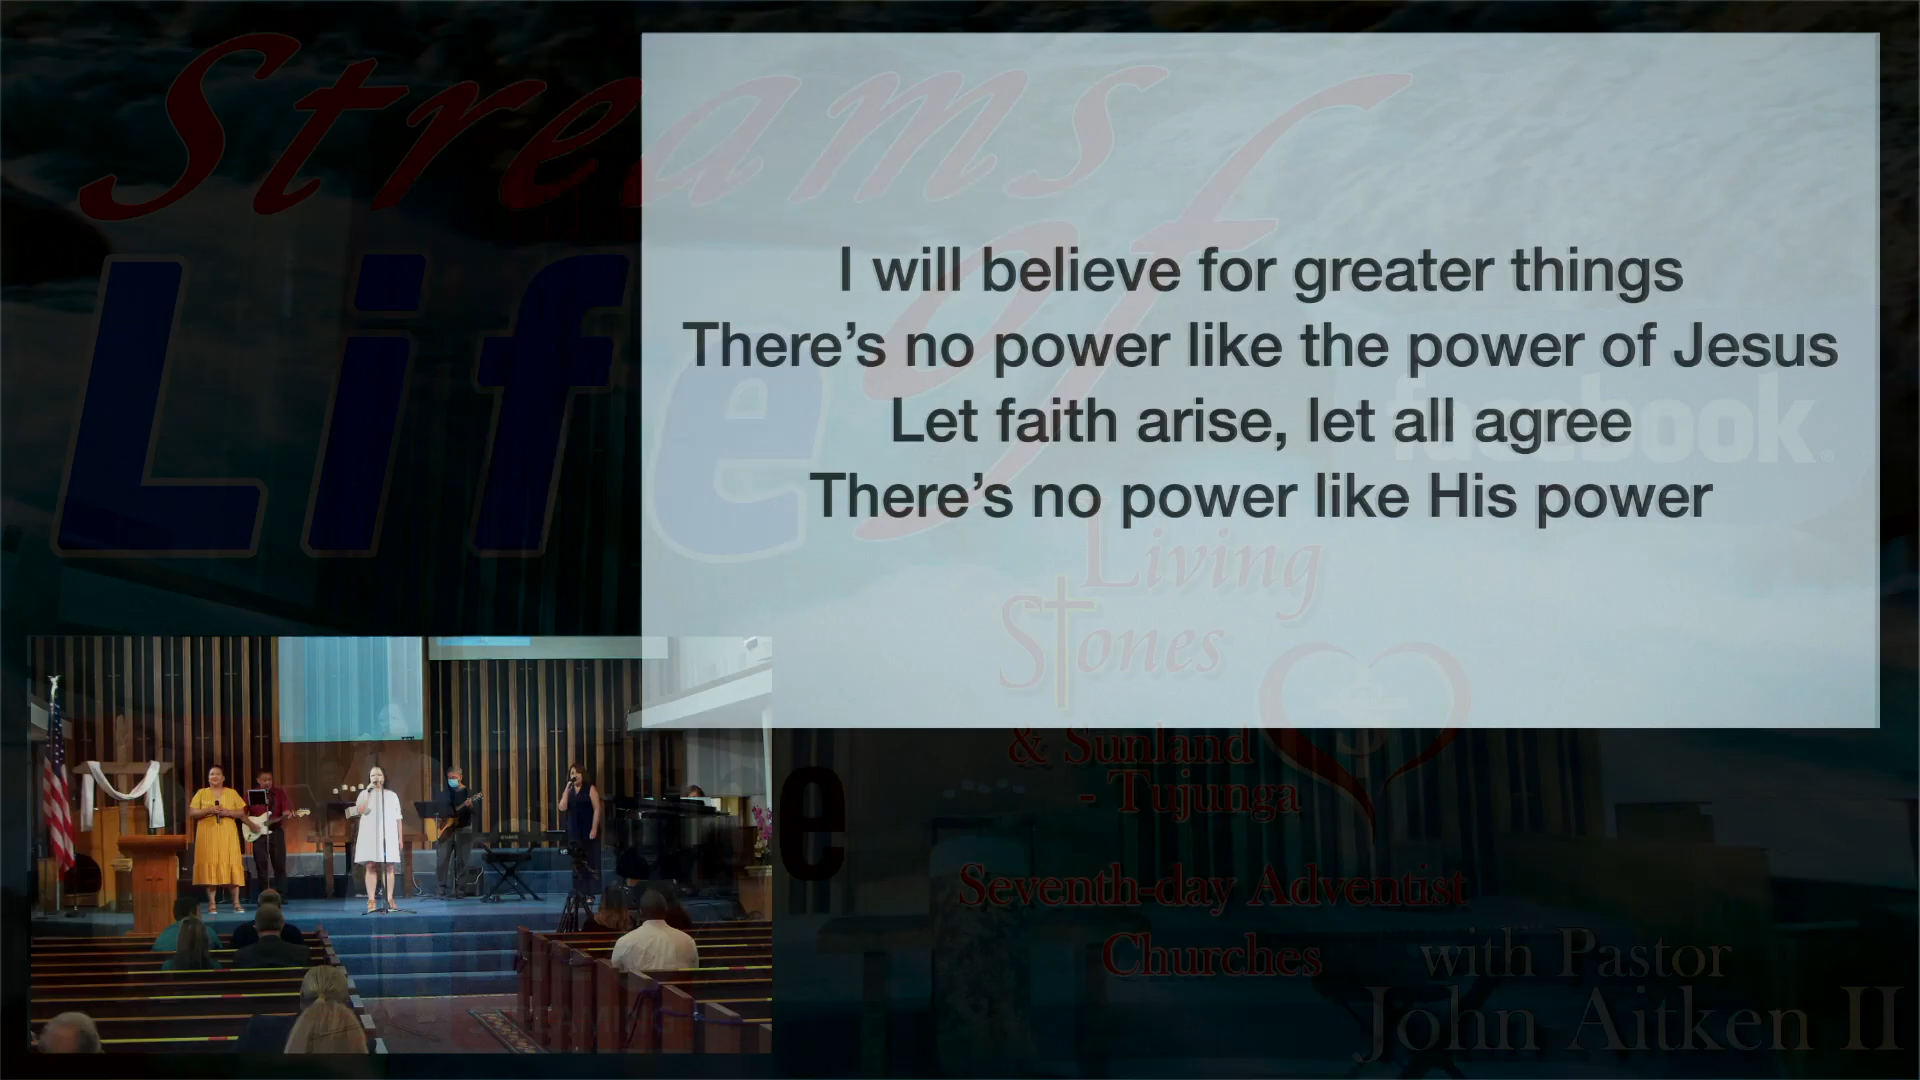 Streams
of
Life
I will believe for greater things
There’s no power like the power of Jesus
Let faith arise, let all agree
There’s no power like His power
facebook
Living
Stones
& Sunland
- Tujunga
Seventh-day Adventist
Churches
with Pastor
John Aitken II
e